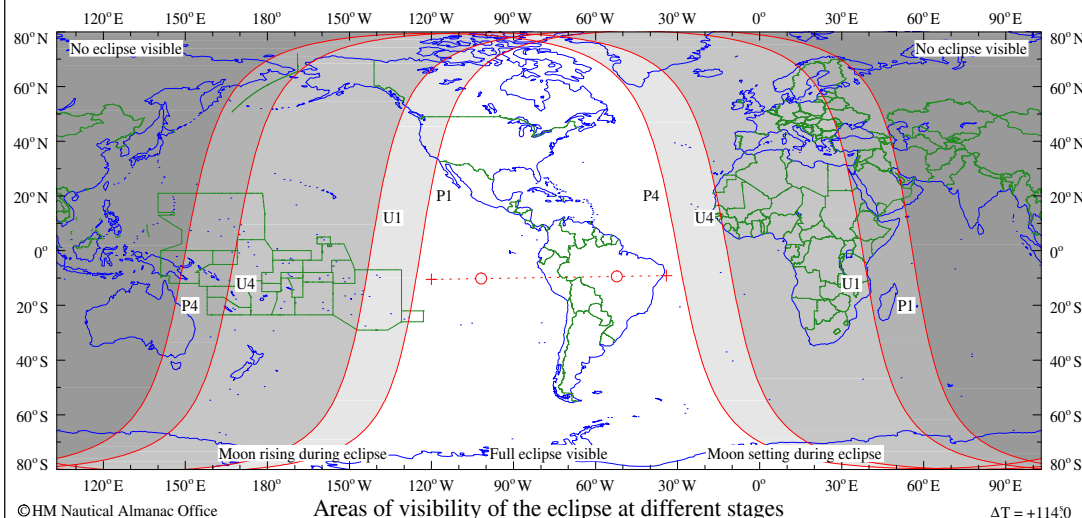 120° E 150° E 180° 150° W 120° W 90° W 60° W 30° W 0° 30° E 60° E 90° E
80° N 80° N
No eclipse visible No eclipse visible
60° N 60° N
40° N 40° N
20° N P1 P4 20° N
U1 U4
0° 0°
U4 U1
20° S P4 P1 20° S
40° S 40° S
60° S 60° S
Moon rising during eclipse Full eclipse visible Moon setting during eclipse
80° S 80° S
120° E 150° E 180° 150° W 120° W 90° W 60° W 30° W 0° 30° E 60° E 90° E
©HM Nautical Almanac Office Areas of visibility of the eclipse at different stages ΔT = +114ˢ.0